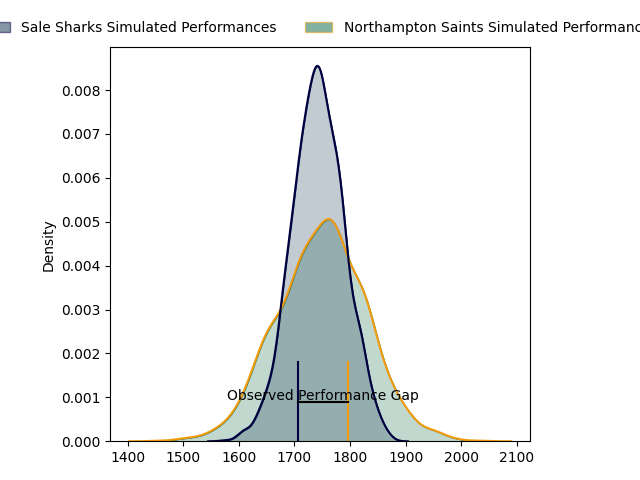 Sale Sharks Simulated Performances
Northampton Saints Simulated
0.008
0.007
0.006
0.005
0.004
0.003
0.002
0.001
0.000
Density
Observed Performance Gap
1400 1500 1600 1700 1800 1900 2000 2100